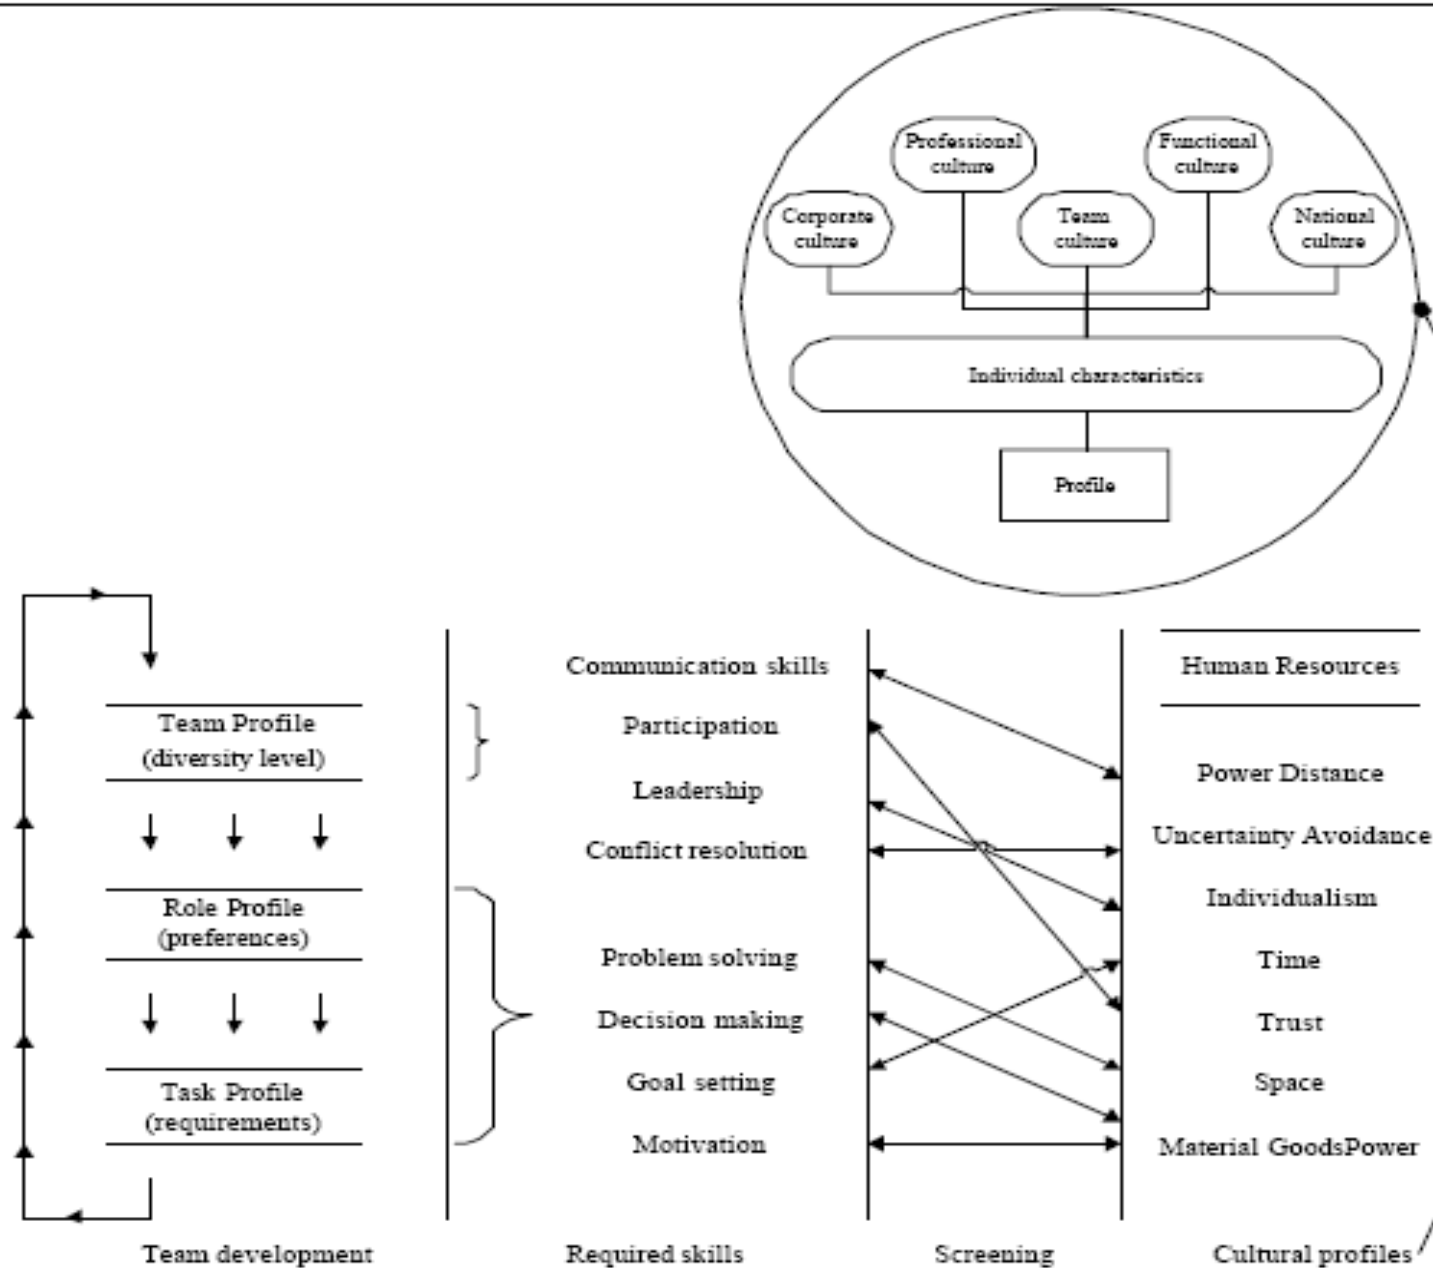 Professional
culture
Functional
culture
Corporate
culture
Team
culture
National
culture
Individual characteristics
Profile
Team Profile
(diversity level)
Role Profile
(preferences)
Task Profile
(requirements)
Team development
Communication skills
Participation
Leadership
Conflict resolution
Problem solving
Decision making
Goal setting
Motivation
Required skills
Screening
Human Resources
Power Distance
Uncertainty Avoidance
Individualism
Time
Trust
Space
Material GoodsPower
Cultural profiles